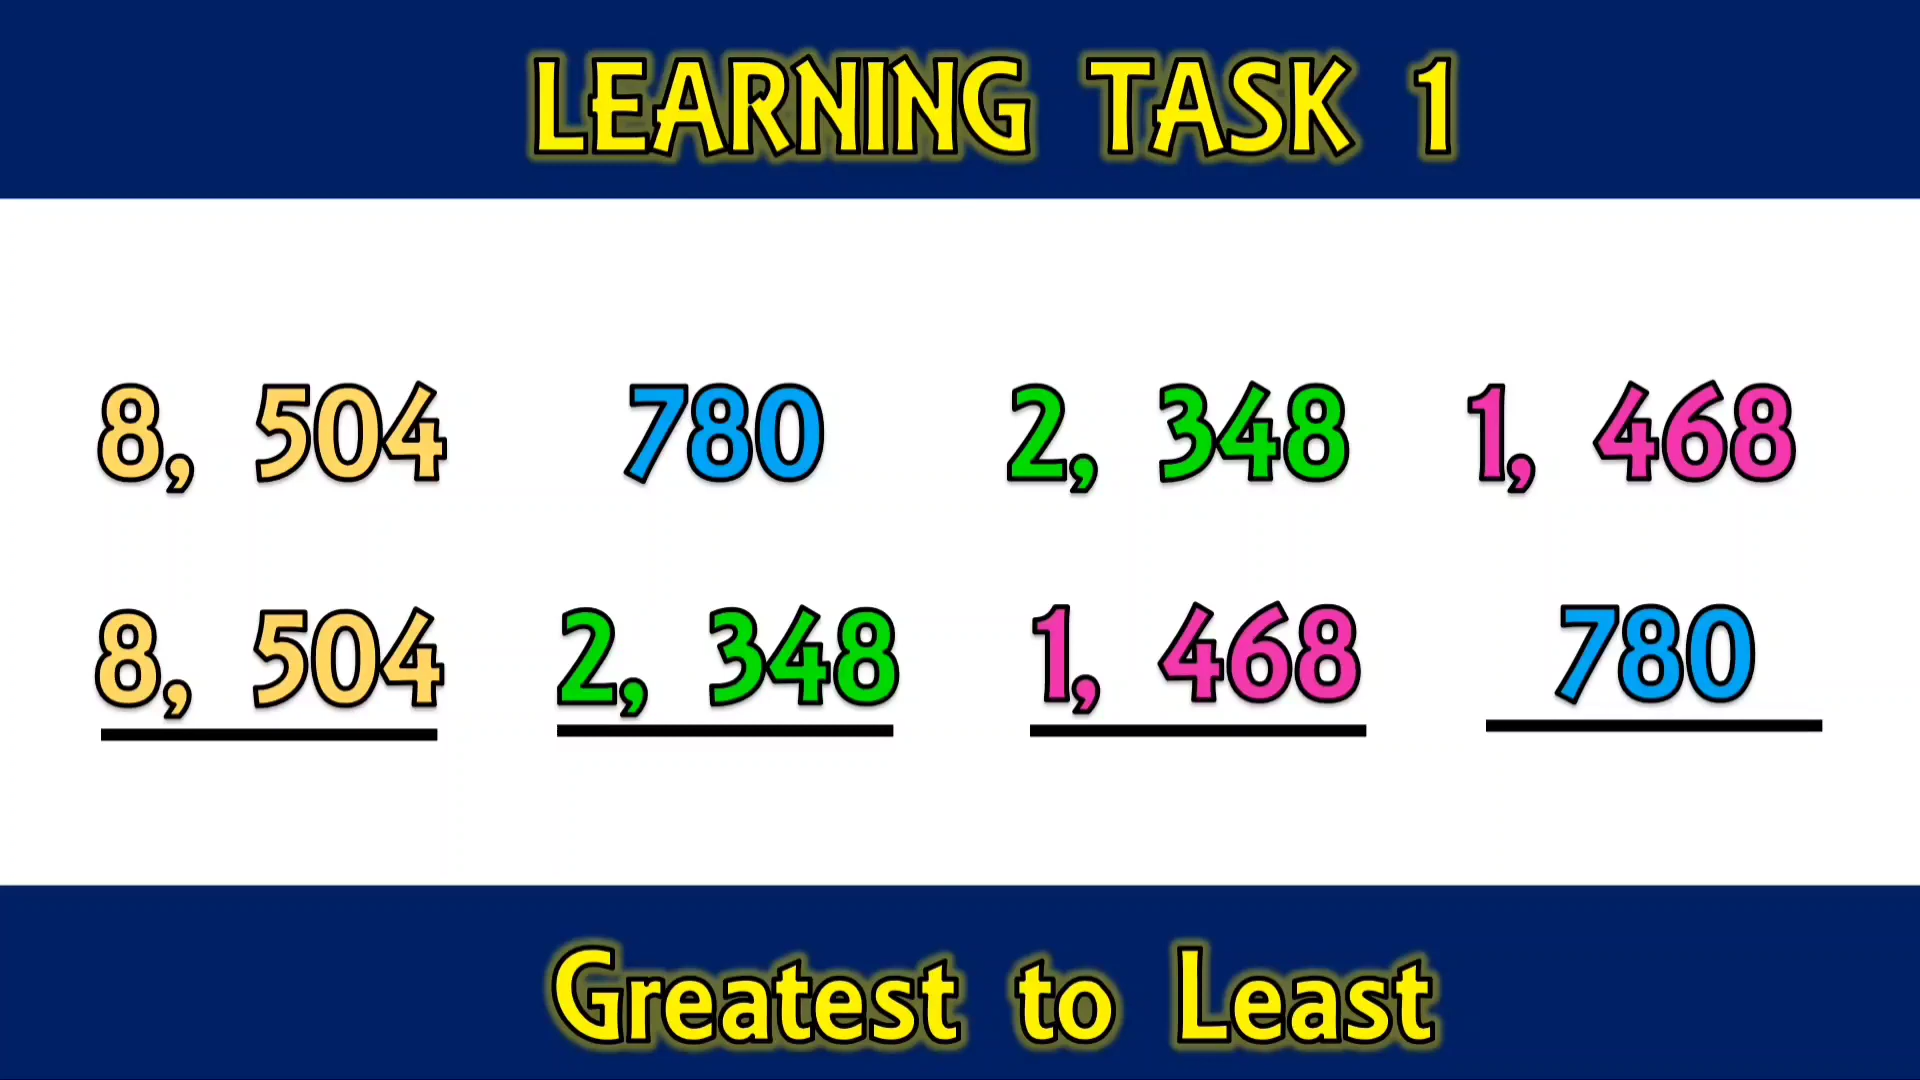 LEARNING TASK 1
8, 504 780 2, 348 1, 468
8, 504 2, 348 1, 468 780
Greatest to Least